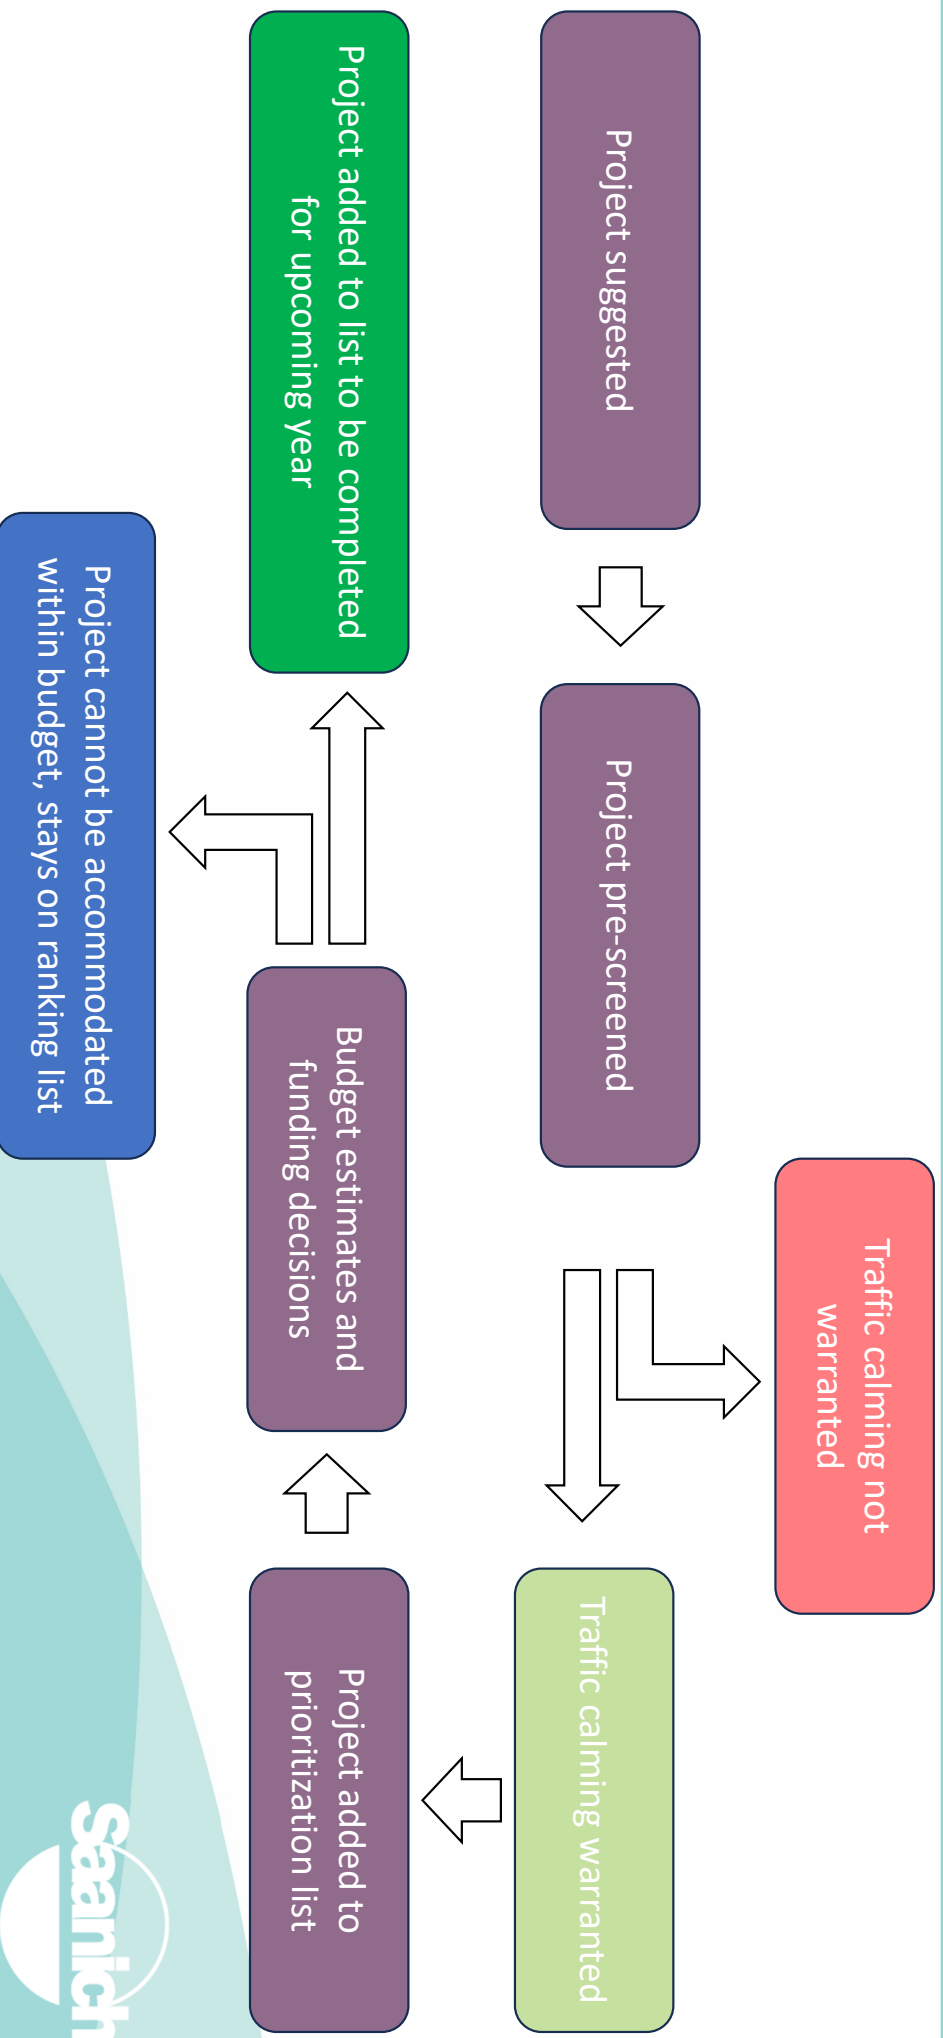 Traffic calming not
warranted
Project suggested
Project pre-screened
Traffic calming warranted
Project added to list to be completed
for upcoming year
Budget estimates and
funding decisions
Project added to
prioritization list
Project cannot be accommodated
within budget, stays on ranking list
saanich